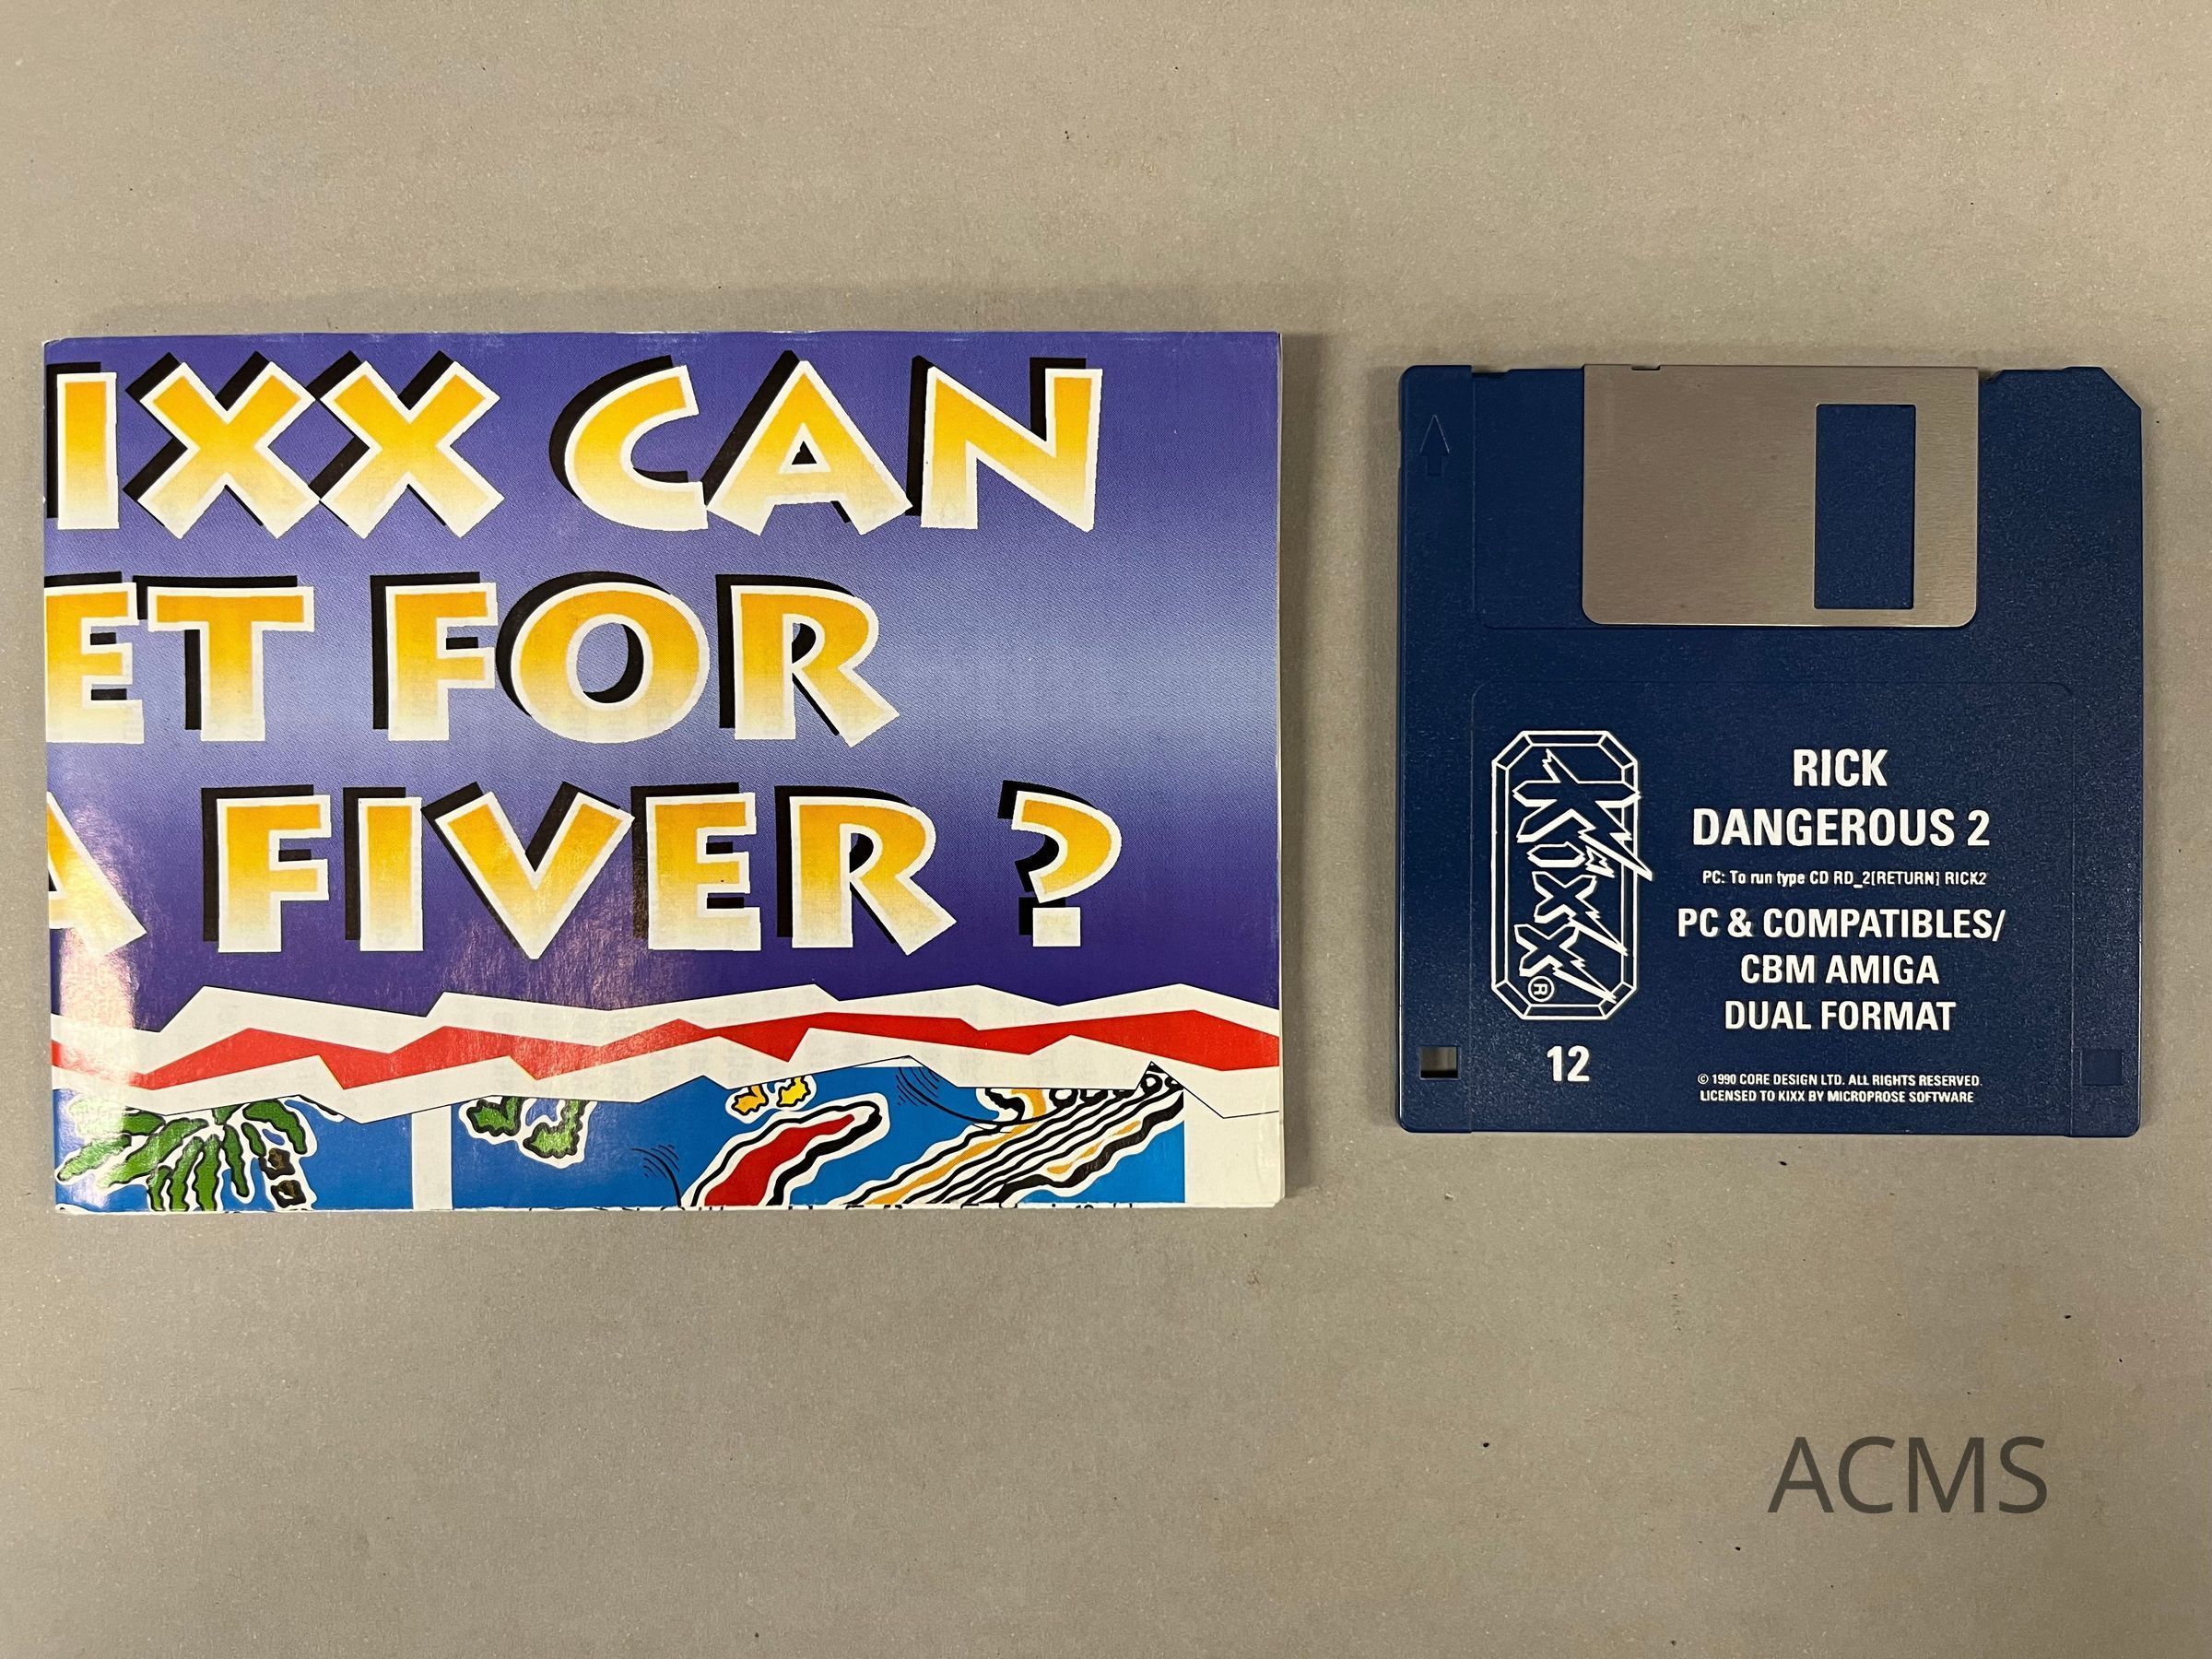 IXX CAN
ET FOR
A FIVER ?
KIXX®
RICK
DANGEROUS 2
PC: To run type CD RD_2[RETURN] RICK2
PC & COMPATIBLES/
CBM AMIGA
DUAL FORMAT
12
© 1990 CORE DESIGN LTD. ALL RIGHTS RESERVED.
LICENSED TO KIXX BY MICROPROSE SOFTWARE
ACMS